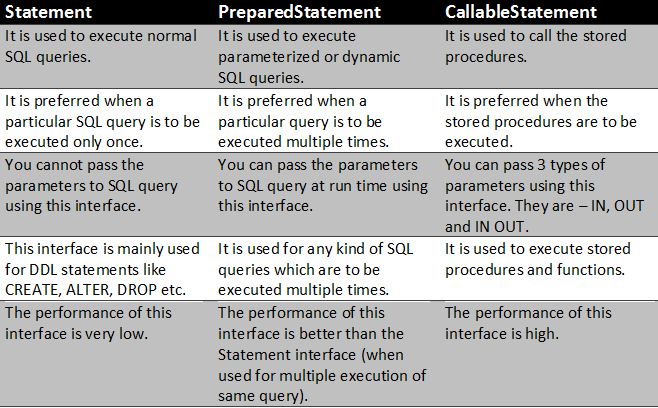 Statement
PreparedStatement
CallableStatement
It is used to execute normal
SQL queries.
It is used to execute
parameterized or dynamic
SQL queries.
It is used to call the stored
procedures.
It is preferred when a
particular SQL query is to be
executed only once.
It is preferred when a
particular query is to be
executed multiple times.
It is preferred when the
stored procedures are to be
executed.
You cannot pass the
parameters to SQL query
using this interface.
You can pass the parameters
to SQL query at run time using
this interface.
You can pass 3 types of
parameters using this
interface. They are – IN, OUT
and IN OUT.
This interface is mainly used
for DDL statements like
CREATE, ALTER, DROP etc.
It is used for any kind of SQL
queries which are to be
executed multiple times.
It is used to execute stored
procedures and functions.
The performance of this
interface is very low.
The performance of this
interface is better than the
Statement interface (when
used for multiple execution of
same query).
The performance of this
interface is high.